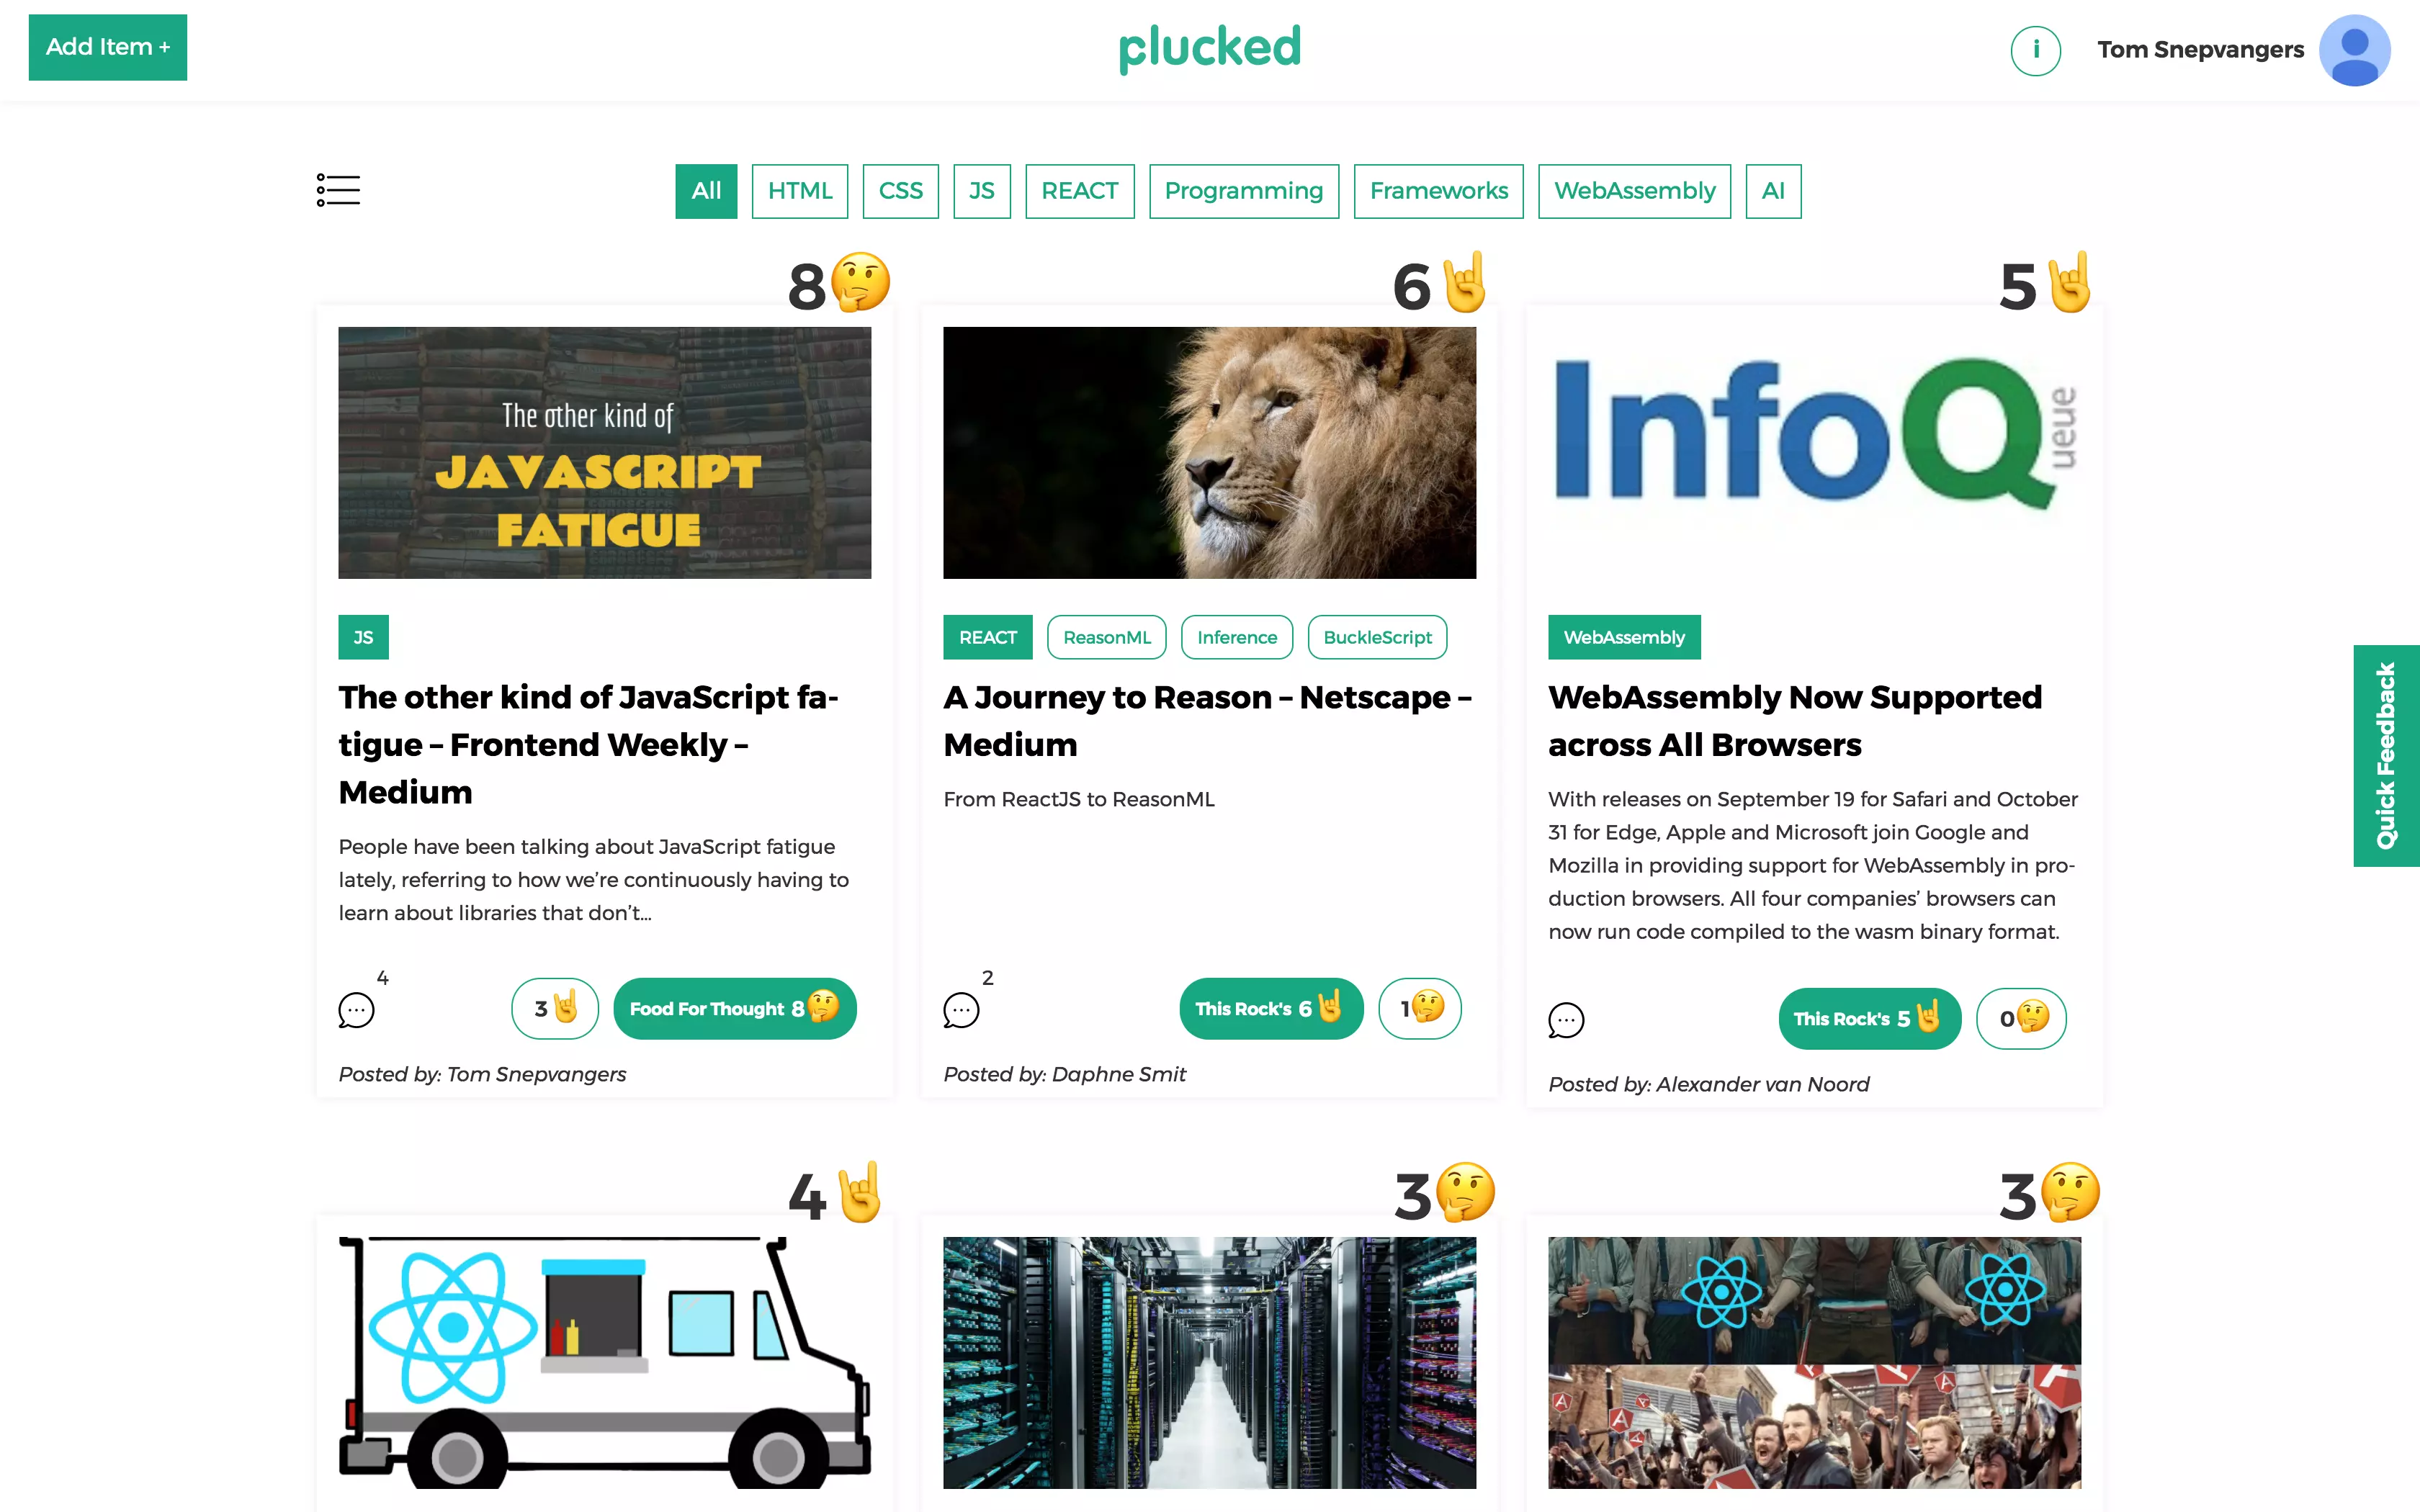 Add Item +
plucked
i
Tom Snepvangers
All
HTML
CSS
JS
REACT
Programming
Frameworks
WebAssembly
AI
8🤔
The other kind of
JAVASCRIPT
FATIGUE
JS
The other kind of JavaScript fa-
tigue – Frontend Weekly –
Medium
People have been talking about JavaScript fatigue
lately, referring to how we’re continuously having to
learn about libraries that don’t…
4
3🤘
Food For Thought 8🤔
Posted by: Tom Snepvangers
6🤘
REACT
ReasonML
Inference
BuckleScript
A Journey to Reason – Netscape –
Medium
From ReactJS to ReasonML
2
This Rock's 6🤘
1🤔
Posted by: Daphne Smit
5🤘
InfoQ
ueue
WebAssembly
WebAssembly Now Supported
across All Browsers
With releases on September 19 for Safari and October
31 for Edge, Apple and Microsoft join Google and
Mozilla in providing support for WebAssembly in pro-
duction browsers. All four companies’ browsers can
now run code compiled to the wasm binary format.
This Rock's 5🤘
0🤔
Posted by: Alexander van Noord
Quick Feedback
4🤘
3🤔
3🤔